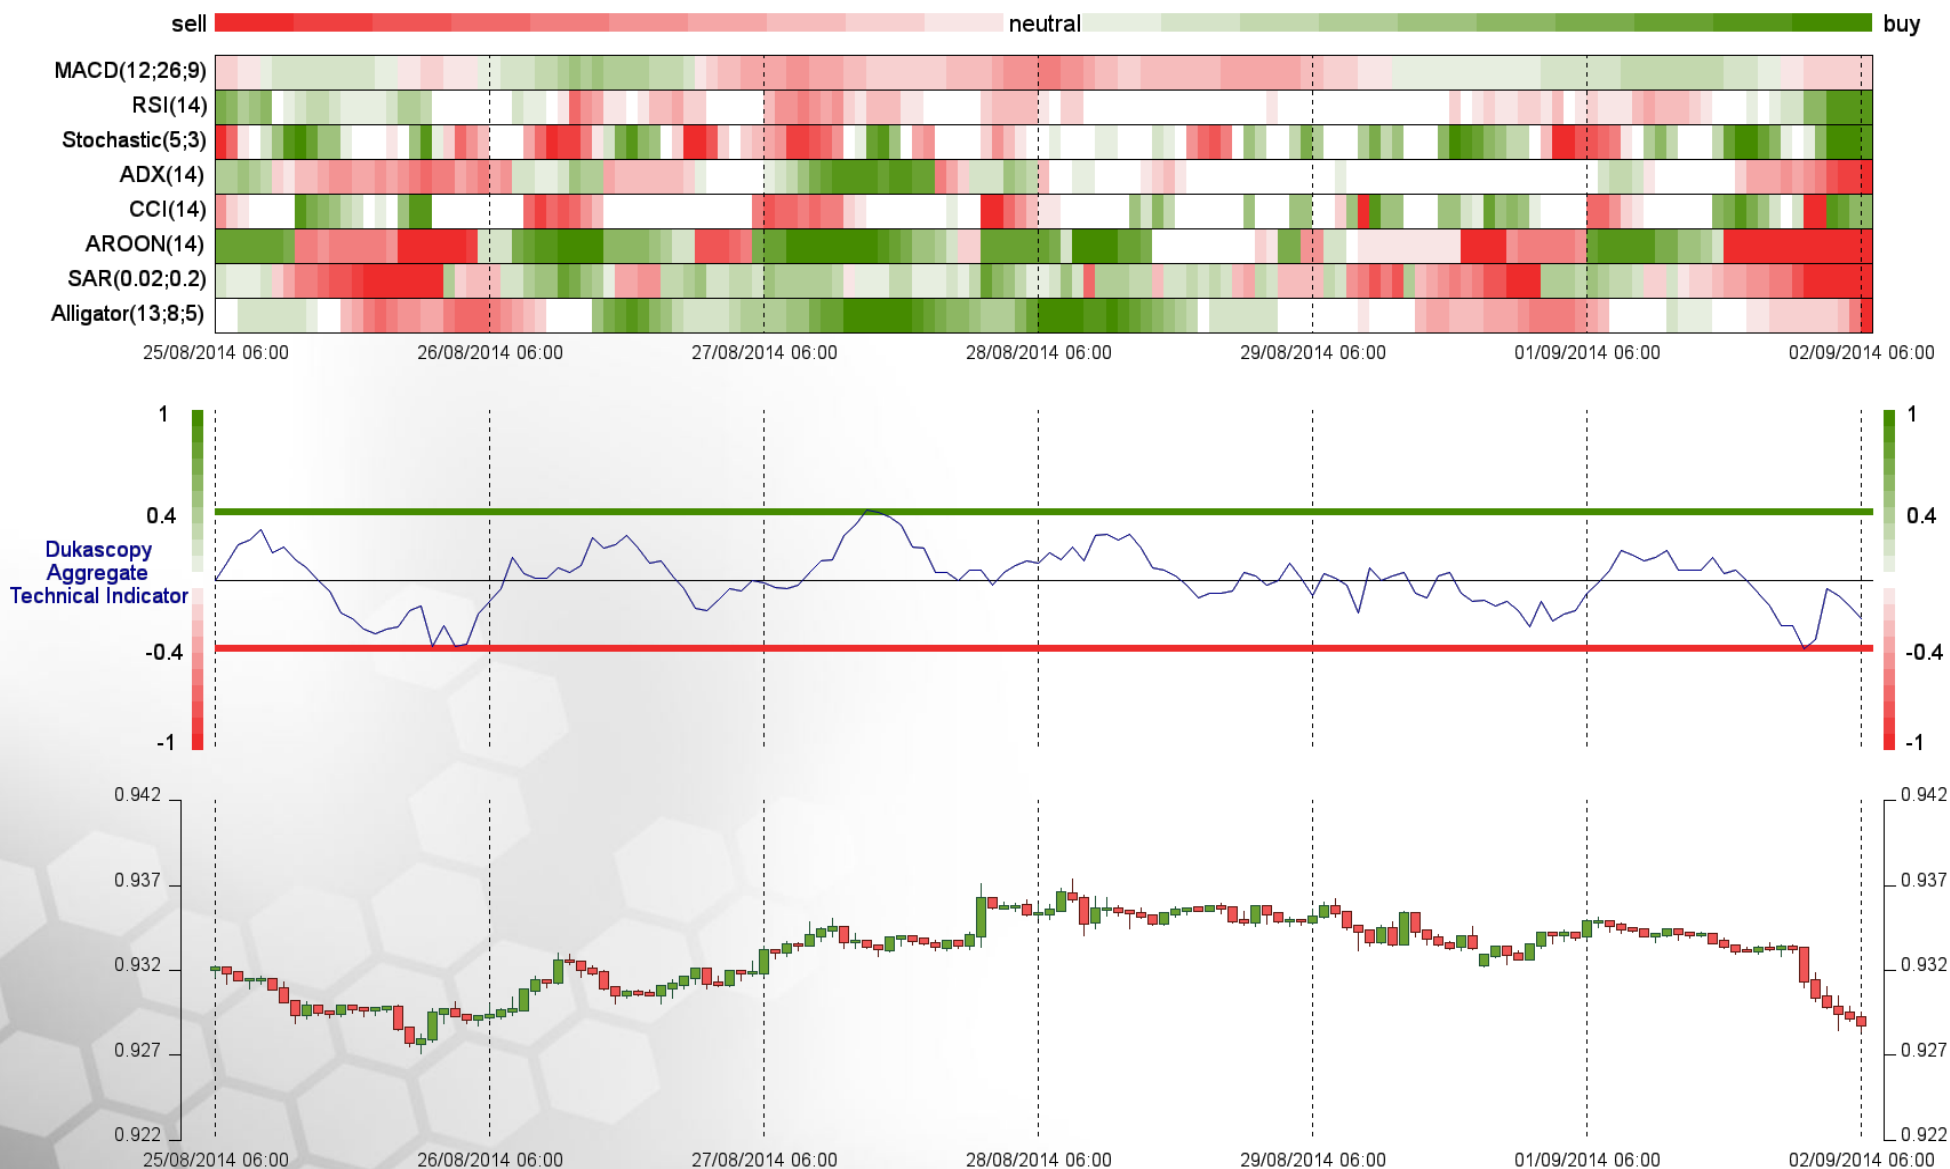 sell neutral buy
MACD(12;26;9)
RSI(14)
Stochastic(5;3)
ADX(14)
CCI(14)
AROON(14)
SAR(0.02;0.2)
Alligator(13;8;5)
25/08/2014 06:00 26/08/2014 06:00 27/08/2014 06:00 28/08/2014 06:00 29/08/2014 06:00 01/09/2014 06:00 02/09/2014 06:00
1 1
0.4 0.4
Dukascopy
Aggregate
Technical Indicator
-0.4 -0.4
-1 -1
0.942 0.942
0.937 0.937
0.932 0.932
0.927 0.927
0.922 0.922
25/08/2014 06:00 26/08/2014 06:00 27/08/2014 06:00 28/08/2014 06:00 29/08/2014 06:00 01/09/2014 06:00 02/09/2014 06:00